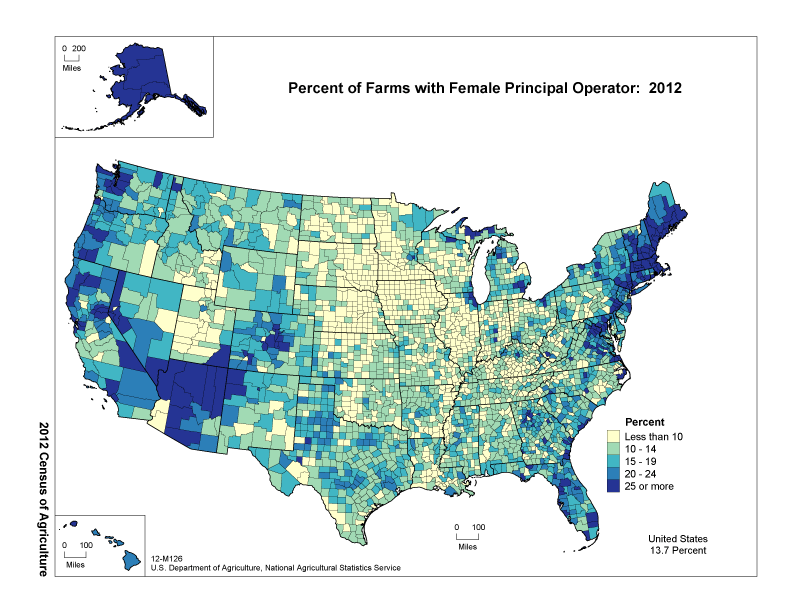 0 200
Miles
Percent of Farms with Female Principal Operator: 2012
Percent
Less than 10
10 - 14
15 - 19
20 - 24
25 or more
2012 Census of Agriculture
0 100
Miles
0 100
Miles
United States
13.7 Percent
12-M126
U.S. Department of Agriculture, National Agricultural Statistics Service